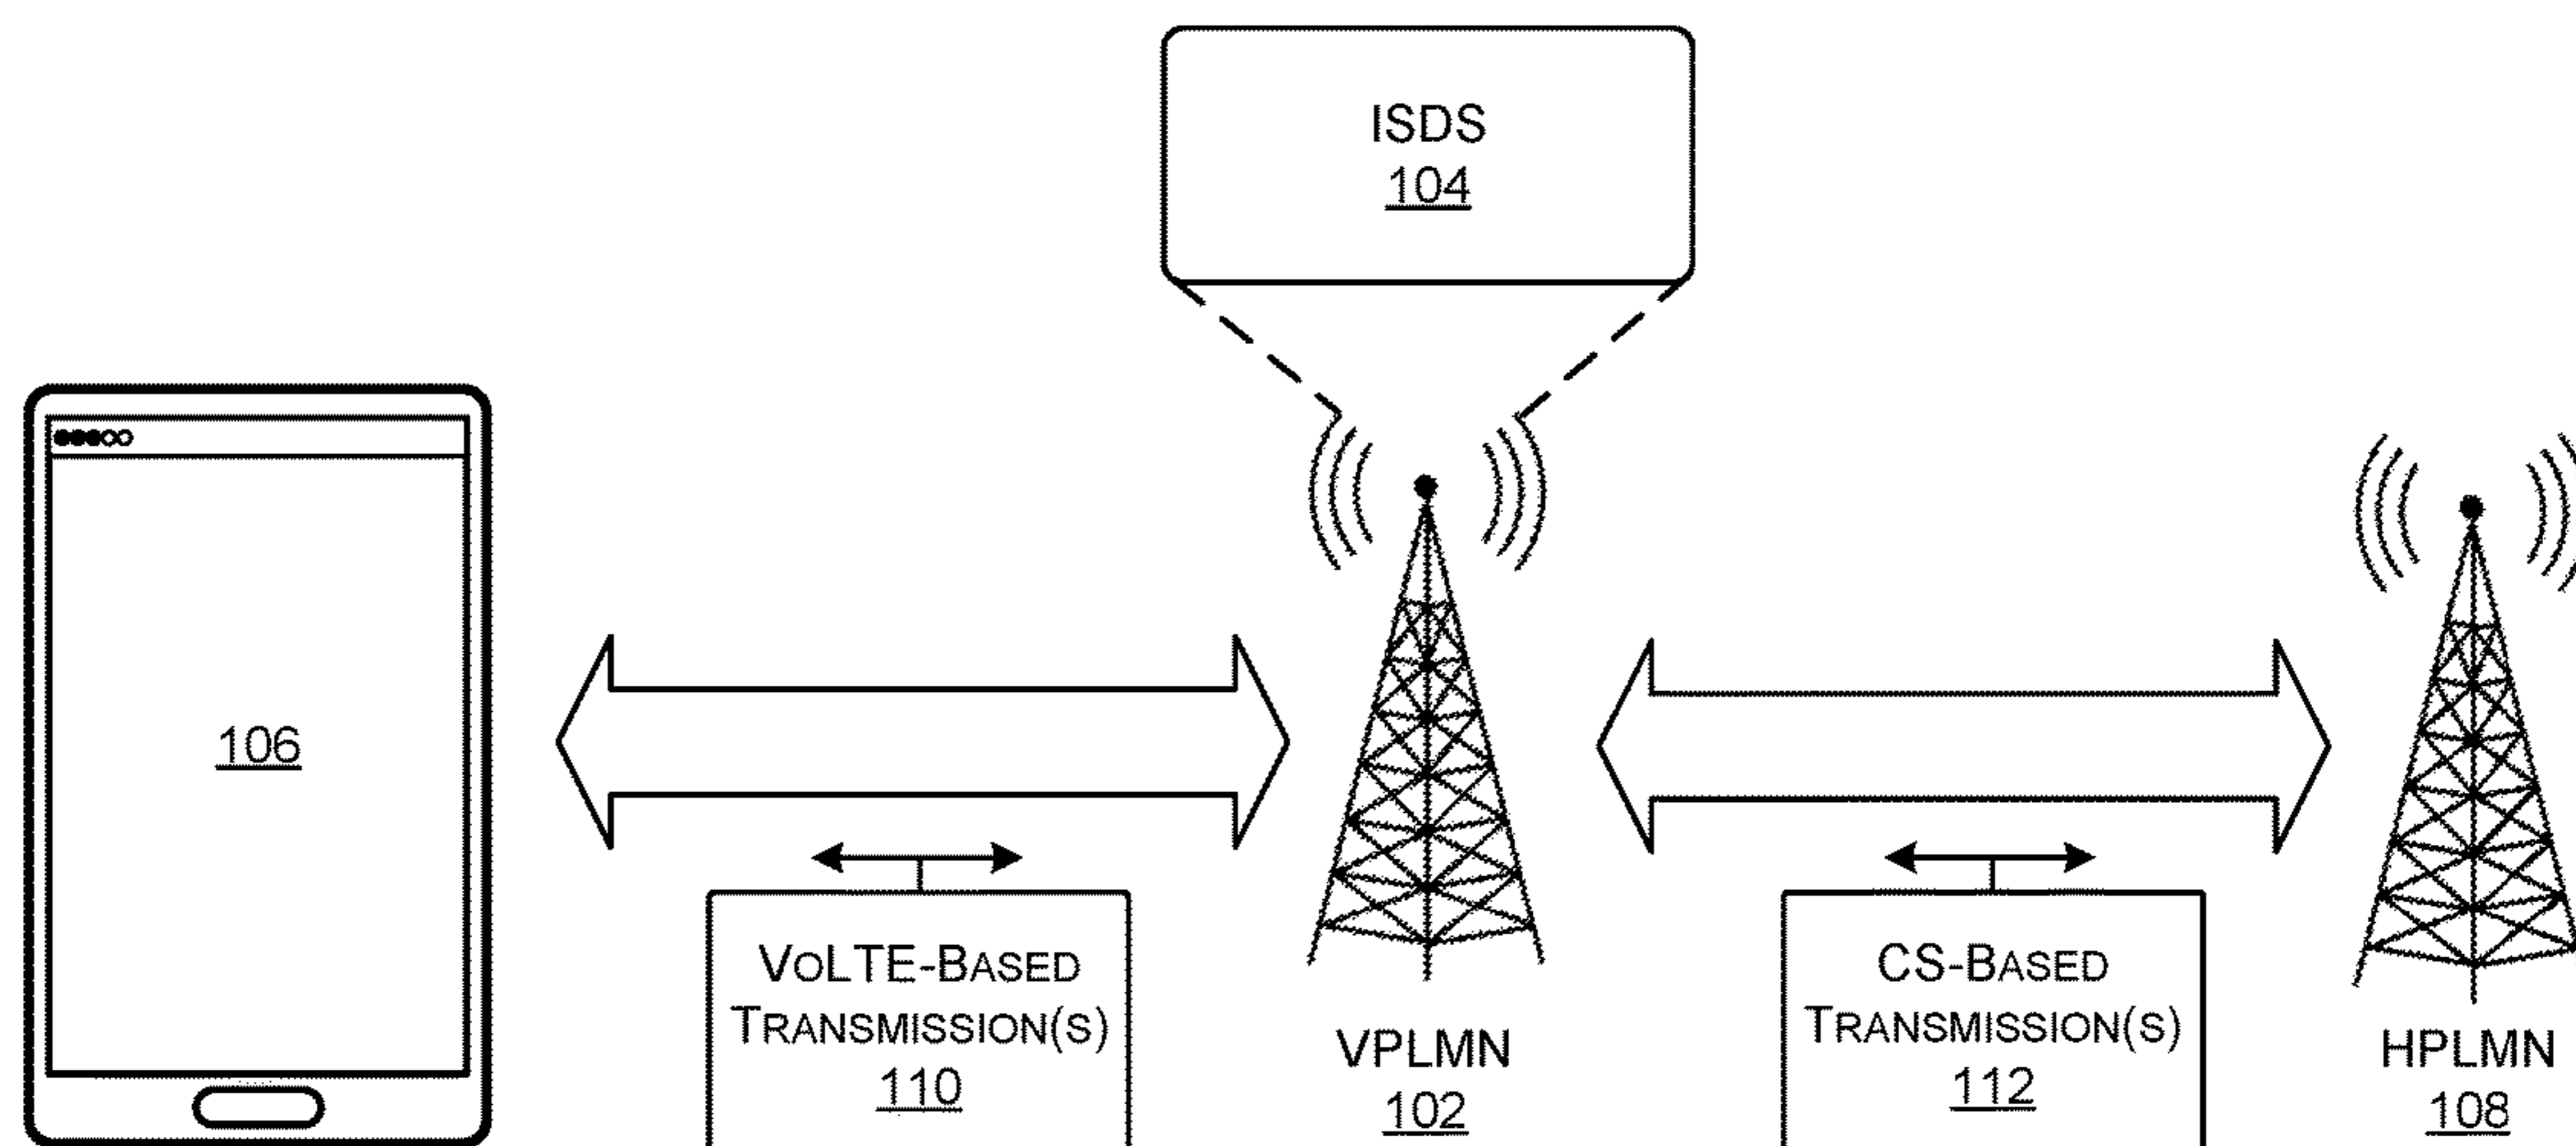 ISDS
104
106
VoLTE-BASED
TRANSMISSION(S)
110
VPLMN
102
CS-BASED
TRANSMISSION(S)
112
HPLMN
108